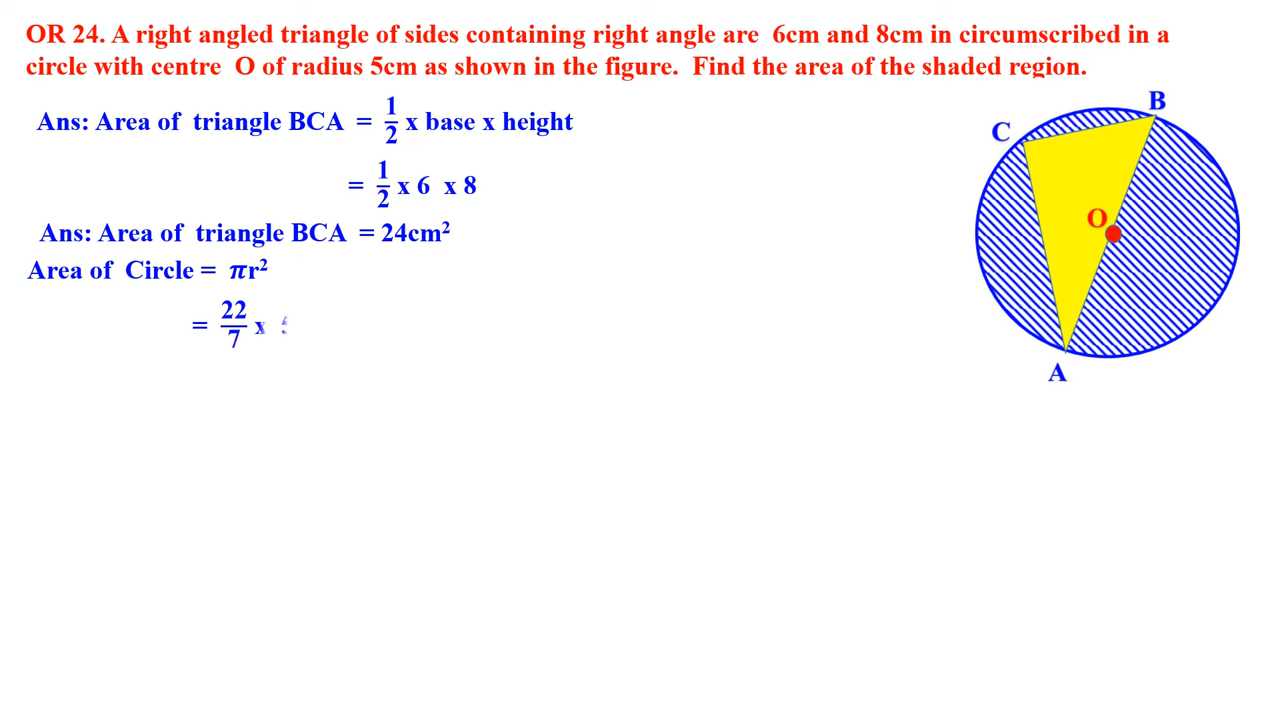 OR 24. A right angled triangle of sides containing right angle are 6cm and 8cm in circumscribed in a
circle with centre O of radius 5cm as shown in the figure. Find the area of the shaded region.
Ans: Area of triangle BCA = 1/2 x base x height
= 1/2 x 6 x 8
Ans: Area of triangle BCA = 24cm²
Area of Circle = πr²
= 22/7 x
B
C
O
A